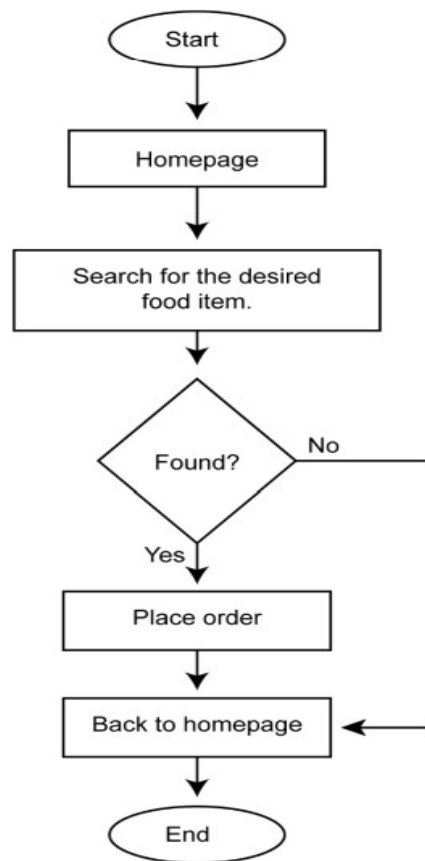 Start
Homepage
Search for the desired
food item.
Found?
No
Yes
Place order
Back to homepage
End